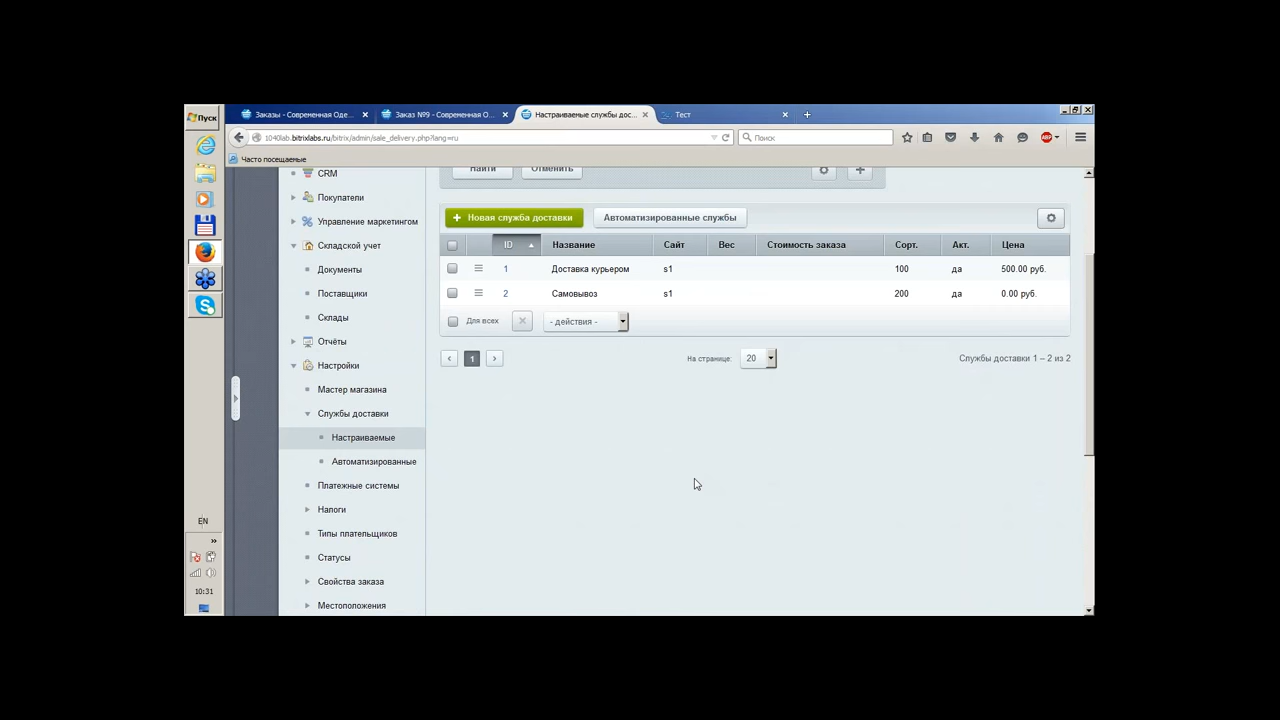 Пуск
Заказы - Современная Оде...
Заказ №9 - Современная О...
Настраиваемые службы дос...
Тест
1040lab.bitrixlabs.ru/bitrix/admin/sale_delivery.php?lang=ru
Поиск
ABP
Часто посещаемые
CRM
Покупатели
Управление маркетингом
Складской учет
Документы
Поставщики
Склады
Отчёты
Настройки
Мастер магазина
Службы доставки
Настраиваемые
Автоматизированные
Платежные системы
Налоги
Типы плательщиков
Статусы
Свойства заказа
Местоположения
Найти
Отменить
+ Новая служба доставки
Автоматизированные службы
ID Название Сайт Вес Стоимость заказа Сорт. Акт. Цена
1 Доставка курьером s1 100 да 500.00 руб.
2 Самовывоз s1 200 да 0.00 руб.
Для всех
- действия -
1
На странице: 20
Службы доставки 1 – 2 из 2
EN
10:31